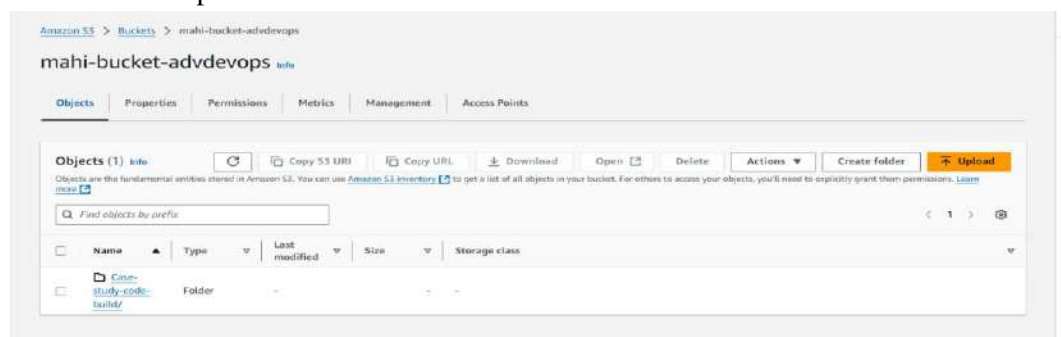 Amazon S3 > Buckets > mahi-bucket-advdevops
mahi-bucket-advdevops Info
Objects Properties Permissions Metrics Management Access Points
Objects (1) Info Copy S3 URI Copy URL Download Open Delete Actions Create folder Upload
Objects are the fundamental entities stored in Amazon S3. You can use Amazon S3 inventory to get a list of all objects in your bucket. For others to access your objects, you'll need to explicitly grant them permissions. Learn
more
Find objects by prefix
< 1 >
Name Type Last modified Size Storage class
Case-
study-code- Folder - - -
build/